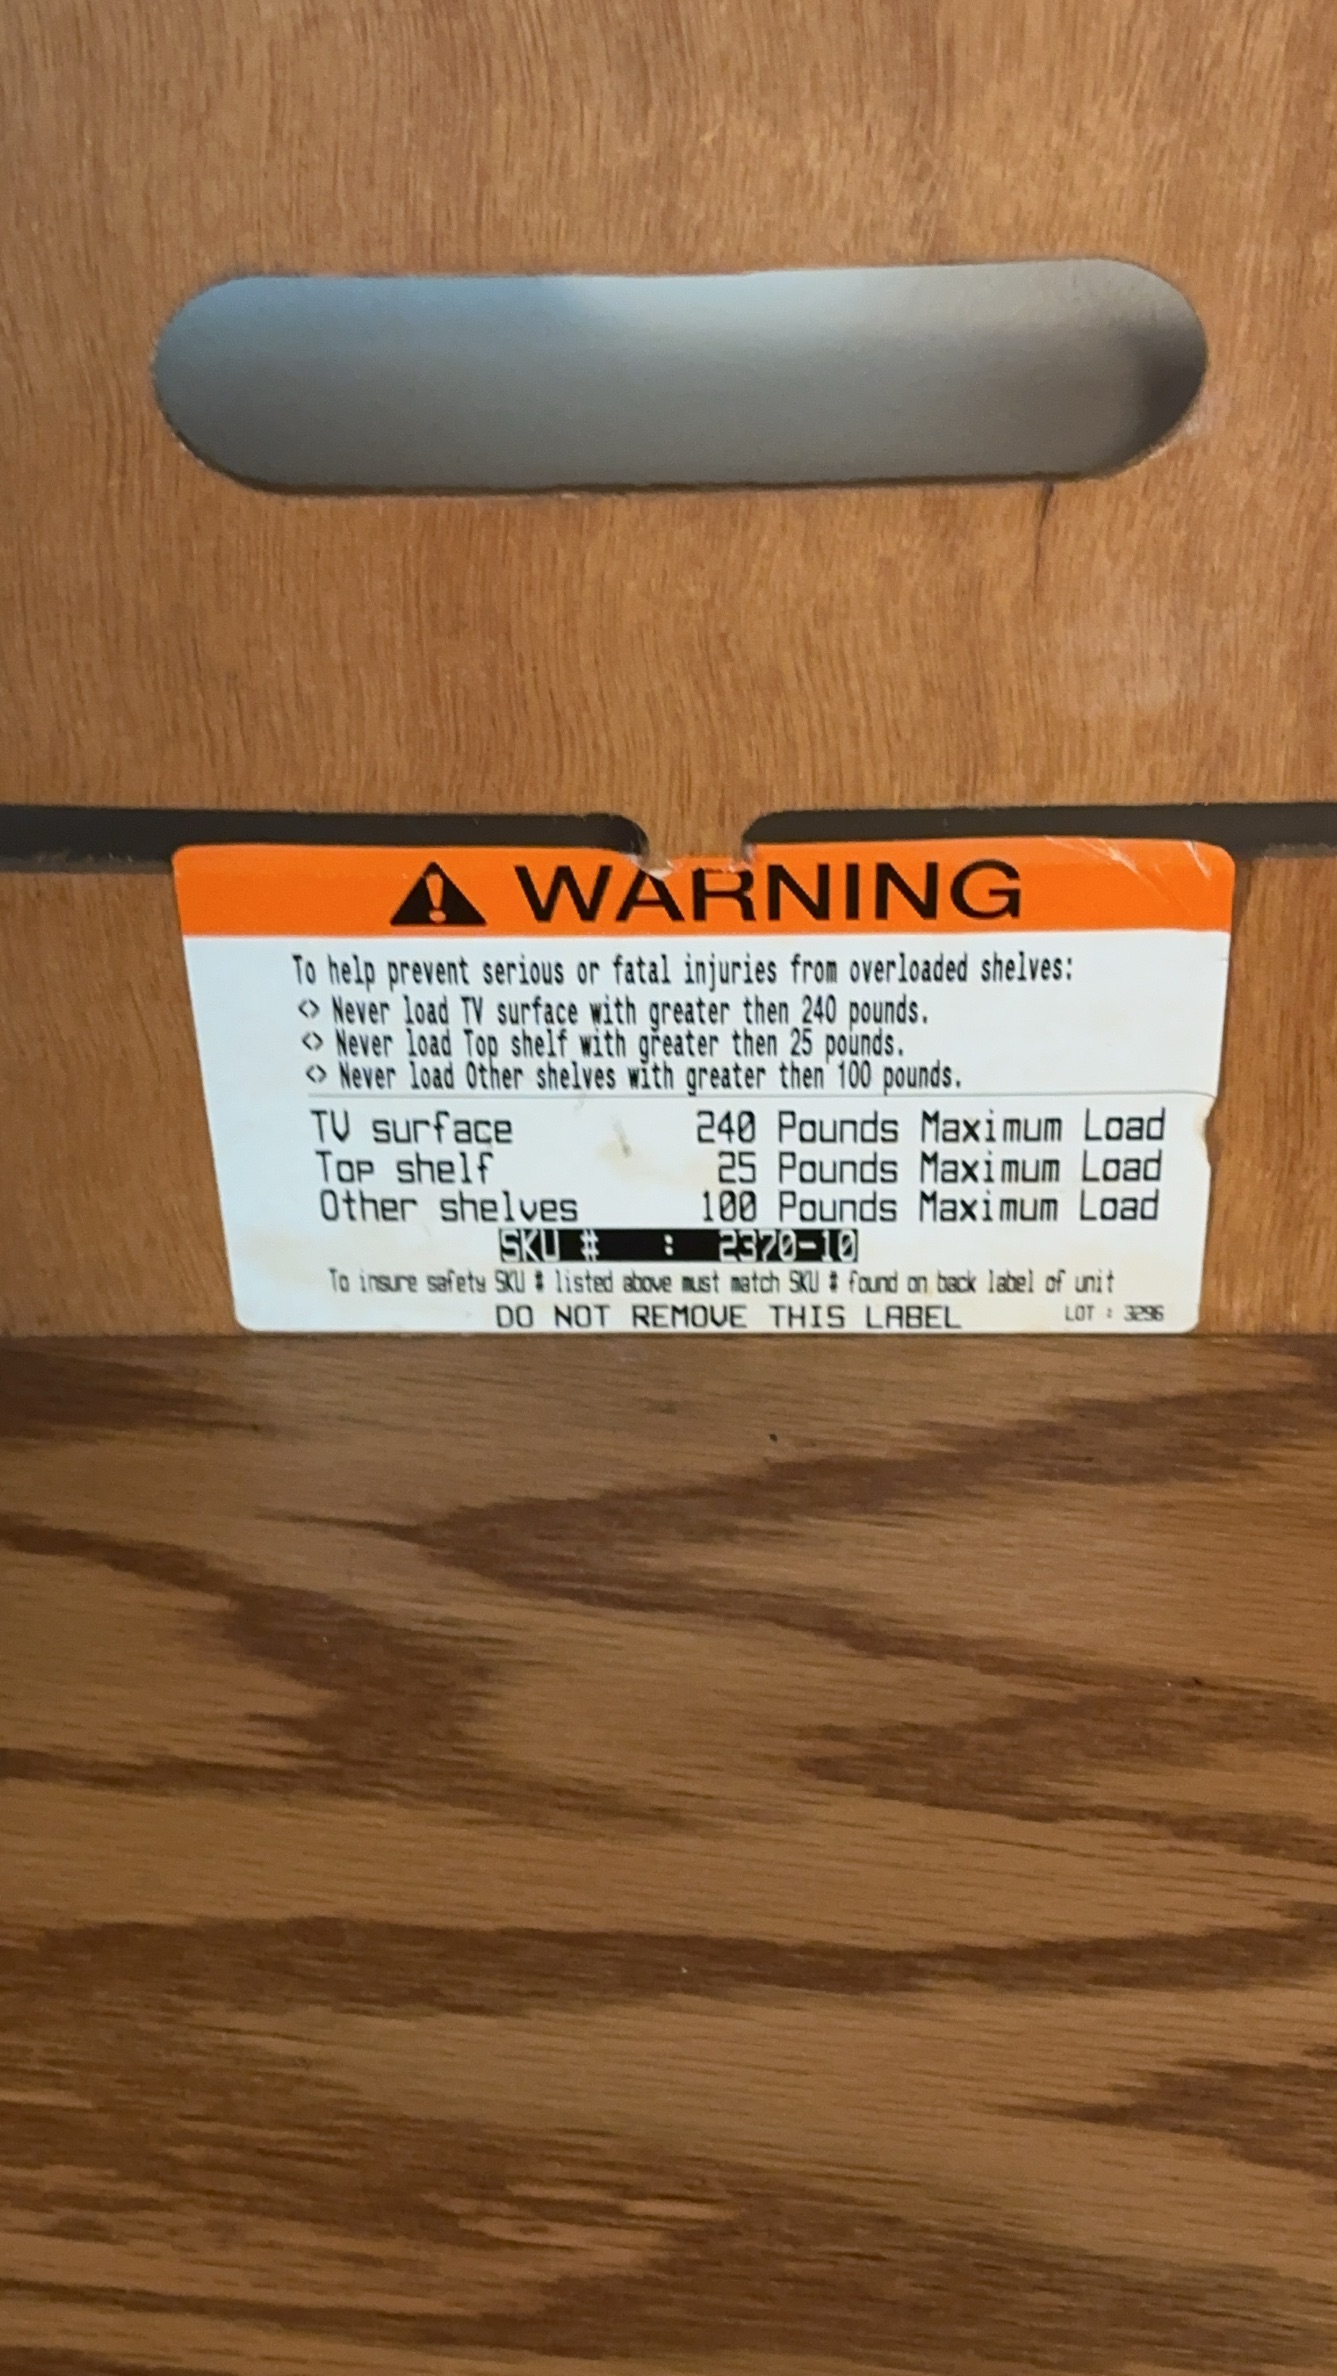 WARNING
To help prevent serious or fatal injuries from overloaded shelves:
<> Never load TV surface with greater then 240 pounds.
<> Never load Top shelf with greater then 25 pounds.
<> Never load Other shelves with greater then 100 pounds.
TV surface 240 Pounds Maximum Load
Top shelf 25 Pounds Maximum Load
Other shelves 100 Pounds Maximum Load
SKU # : 2370-10
To insure safety SKU # listed above must match SKU # found on back label of unit
DO NOT REMOVE THIS LABEL LOT : 3296